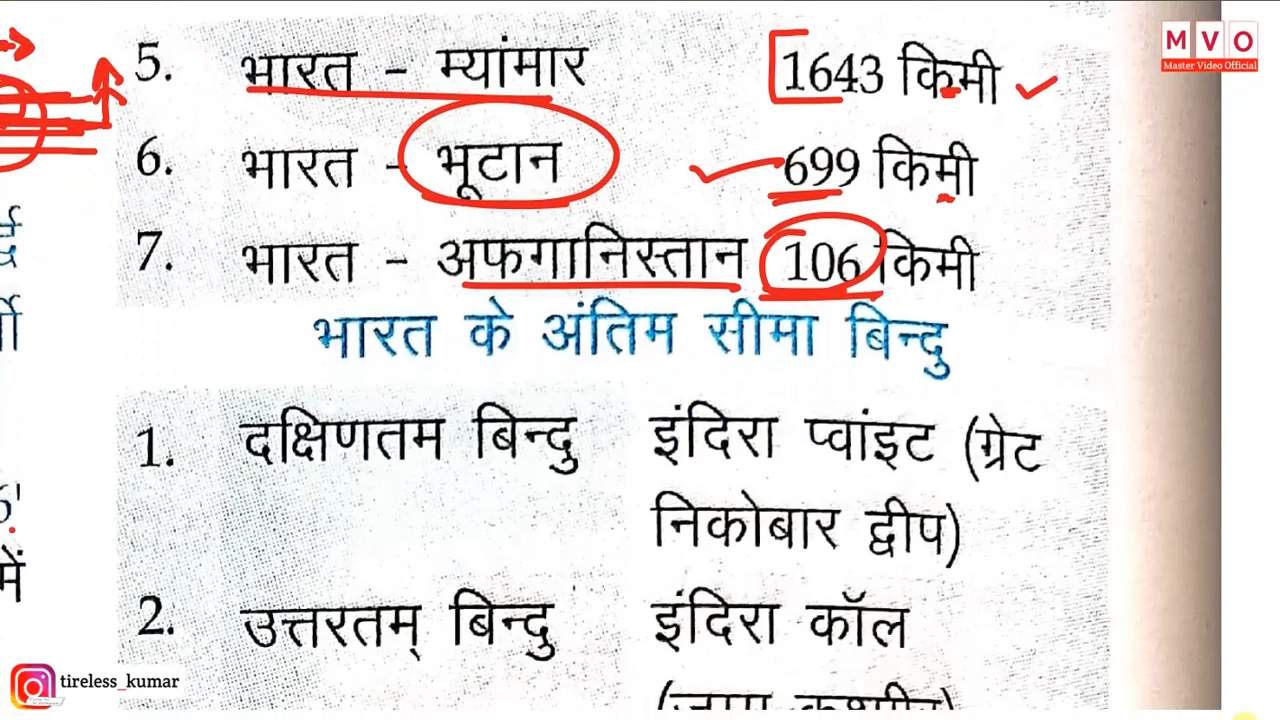 M V O
Master Video Official
5. भारत - म्यांमार 1643 किमी
6. भारत - भूटान 699 किमी
7. भारत - अफगानिस्तान 106 किमी
भारत के अंतिम सीमा बिन्दु
1. दक्षिणतम बिन्दु इंदिरा प्वांइट (ग्रेट
निकोबार द्वीप)
में
2. उत्तरतम् बिन्दु इंदिरा कॉल
tireless_kumar